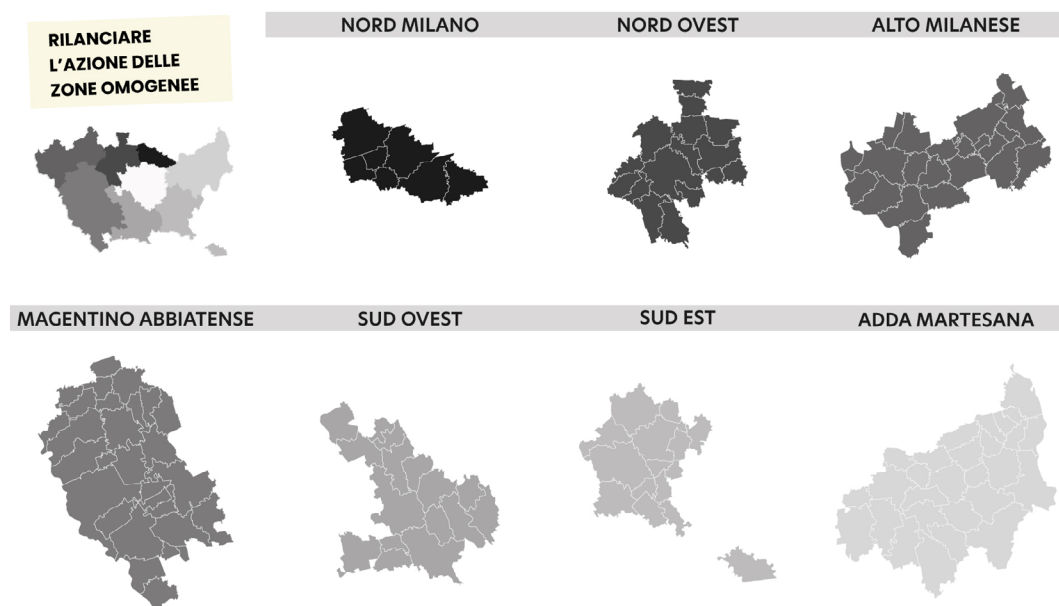 RILANCIARE
L'AZIONE DELLE
ZONE OMOGENEE
NORD MILANO
NORD OVEST
ALTO MILANESE
MAGENTINO ABBIATENSE
SUD OVEST
SUD EST
ADDA MARTESANA